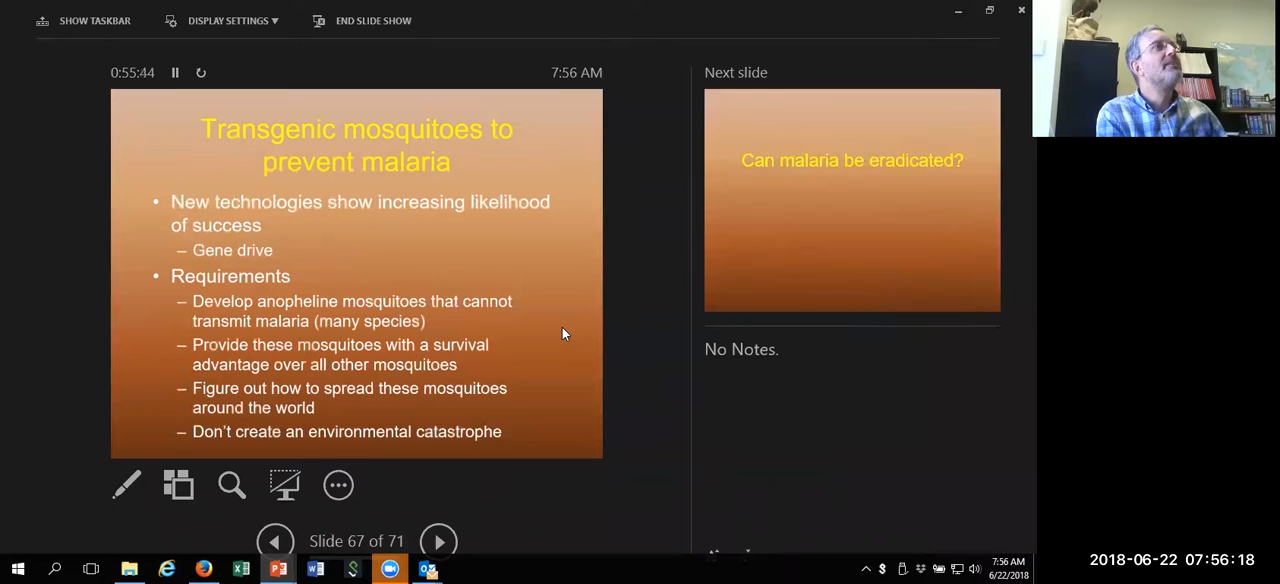 SHOW TASKBAR
DISPLAY SETTINGS ▾
END SLIDE SHOW
0:55:44
7:56 AM
Transgenic mosquitoes to
prevent malaria
• New technologies show increasing likelihood
of success
– Gene drive
• Requirements
– Develop anopheline mosquitoes that cannot
transmit malaria (many species)
– Provide these mosquitoes with a survival
advantage over all other mosquitoes
– Figure out how to spread these mosquitoes
around the world
– Don't create an environmental catastrophe
Slide 67 of 71
Next slide
Can malaria be eradicated?
No Notes.
7:56 AM
6/22/2018
2018-06-22 07:56:18